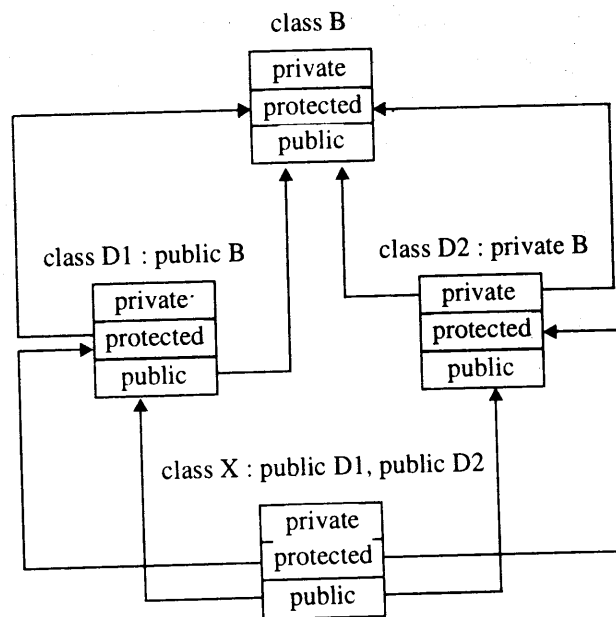 class B
private
protected
public
class D1 : public B
private
protected
public
class D2 : private B
private
protected
public
class X : public D1, public D2
private
protected
public